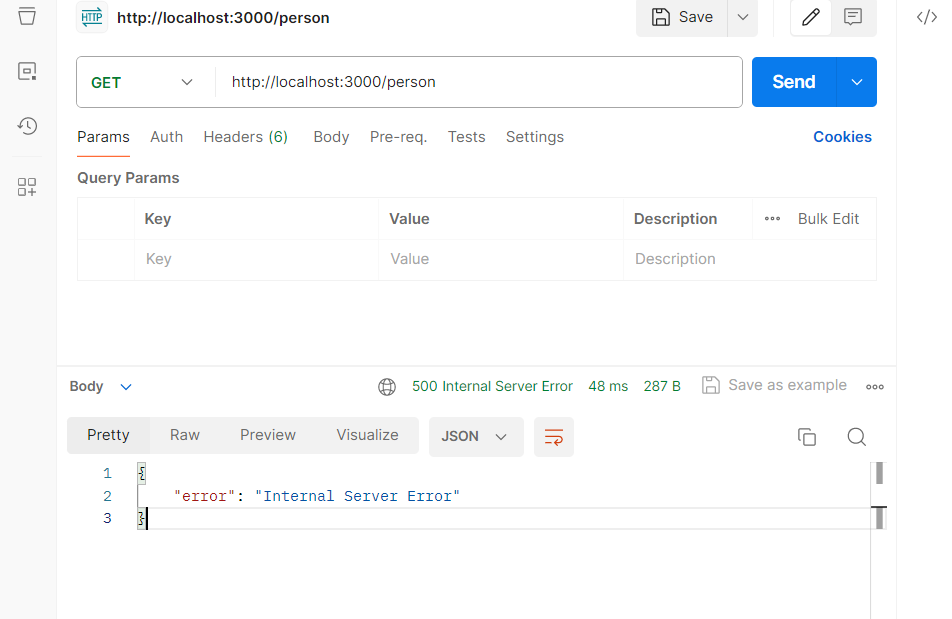 HTTP http://localhost:3000/person Save
GET http://localhost:3000/person Send
Params Auth Headers (6) Body Pre-req. Tests Settings Cookies
Query Params
Key Value Description Bulk Edit
Key Value Description
Body 500 Internal Server Error 48 ms 287 B Save as example
Pretty Raw Preview Visualize JSON
1 {
2 "error": "Internal Server Error"
3 }